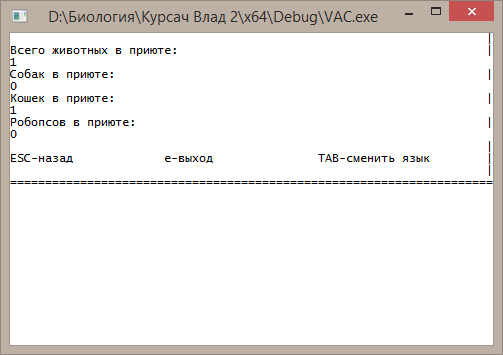 D:\Биология\Курсач Влад 2\x64\Debug\VAC.exe
|
Всего животных в приюте: |
1
Собак в приюте: |
0
Кошек в приюте: |
1
Робопсов в приюте: |
0
|
ESC-назад е-выход TAB-сменить язык |
|
=====================================================================